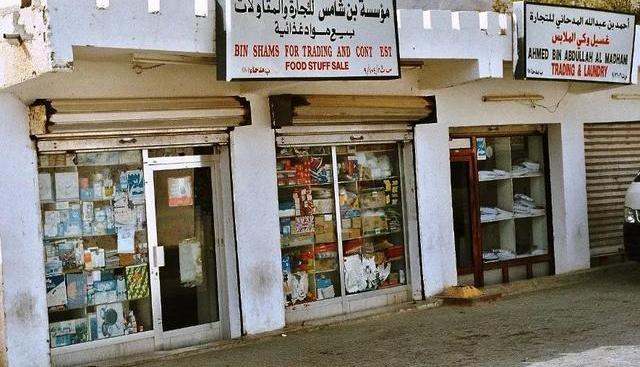 مؤسسة بن شامس للتجارة والمقاولات
بيع مواد غذائية
BIN SHAMS FOR TRADING AND CONT EST
FOOD STUFF SALE
أحمد بن عبدالله المدحاني للتجارة
غسيل وكي الملابس
AHMED BIN ABDULLAH AL MADHANI
TRADING & LAUNDRY